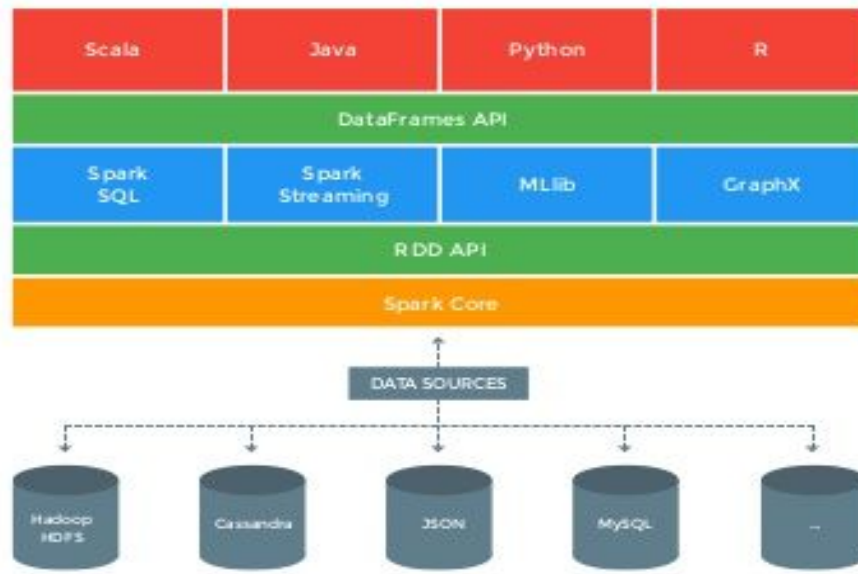 Scala
Java
Python
R
DataFrames API
Spark
SQL
Spark
Streaming
MLlib
GraphX
RDD API
Spark Core
DATA SOURCES
Hadoop
HDFS
Cassandra
JSON
MySQL
...